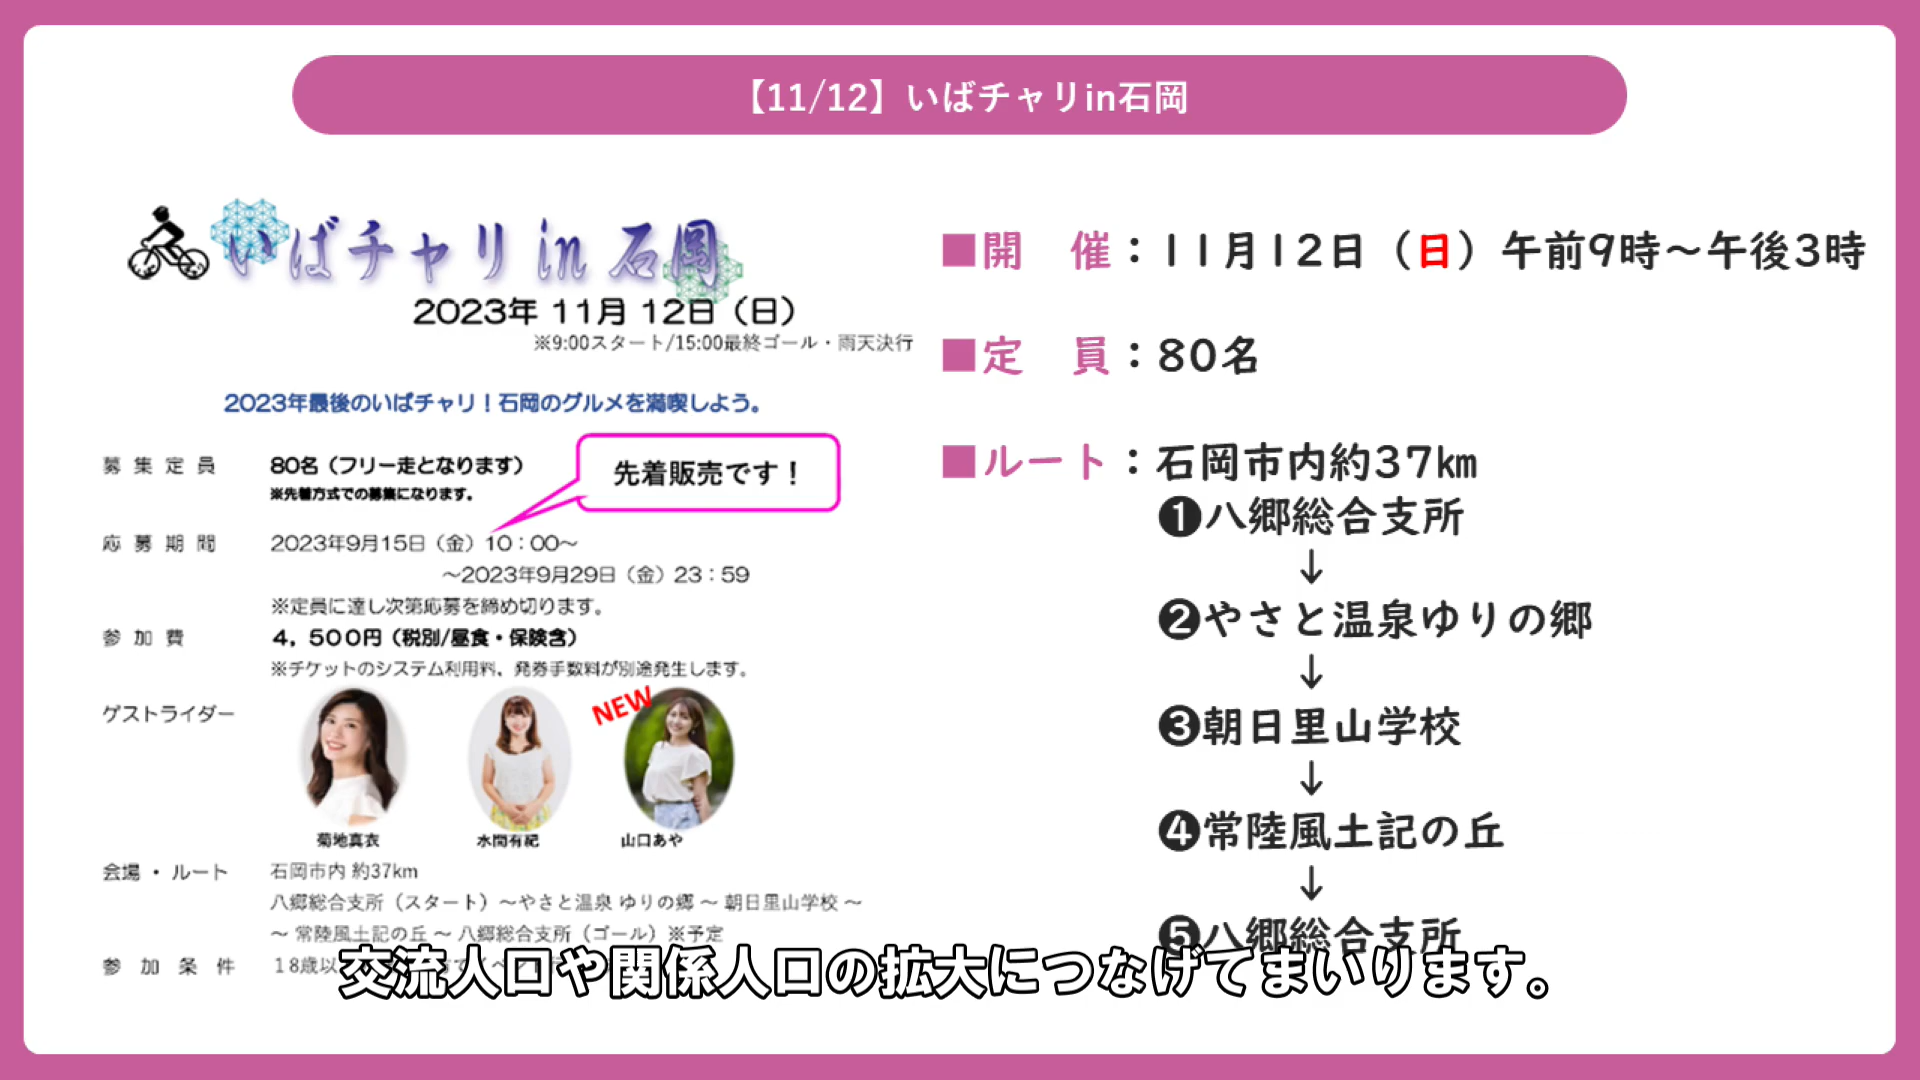 【11/12】いばチャリin石岡
いばチャリ in 石岡
2023年 11月 12日（日）
※9:00スタート/15:00最終ゴール・雨天決行
2023年最後のいばチャリ！石岡のグルメを満喫しよう。
募集定員 80名（フリー走となります）
※先着方式での募集になります。
先着販売です！
応募期間 2023年9月15日（金）10：00～
～2023年9月29日（金）23：59
※定員に達し次第応募を締め切ります。
参加費 4，500円（税別/昼食・保険含）
※チケットのシステム利用料、発券手数料が別途発生します。
ゲストライダー
NEW
菊地真衣 水間有紀 山口あや
会場・ルート 石岡市内 約37km
八郷総合支所（スタート）～やさと温泉 ゆりの郷 ～ 朝日里山学校 ～
～ 常陸風土記の丘 ～ 八郷総合支所（ゴール）※予定
参加条件 18歳以
■開　催：11月12日（日）午前9時～午後3時
■定　員：80名
■ルート：石岡市内約37㎞
❶八郷総合支所
↓
❷やさと温泉ゆりの郷
↓
❸朝日里山学校
↓
❹常陸風土記の丘
↓
❺八郷総合支所
交流人口や関係人口の拡大につなげてまいります。